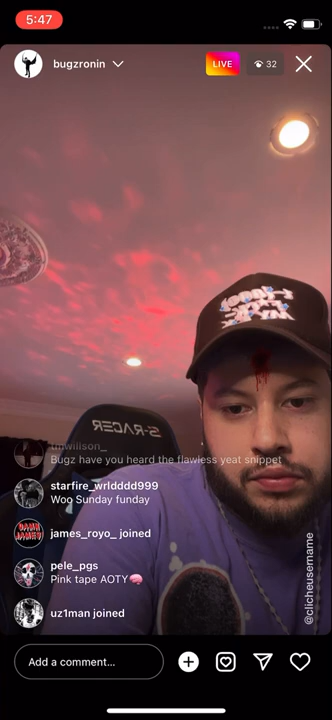 5:47
bugzronin
LIVE
32
S-RACER
Bugz have you heard the flawless yeat snippet
starfire_wrldddd999
Woo Sunday funday
james_royo_ joined
pele_pgs
Pink tape AOTY🧠
uz1man joined
@clicheusername
Add a comment...